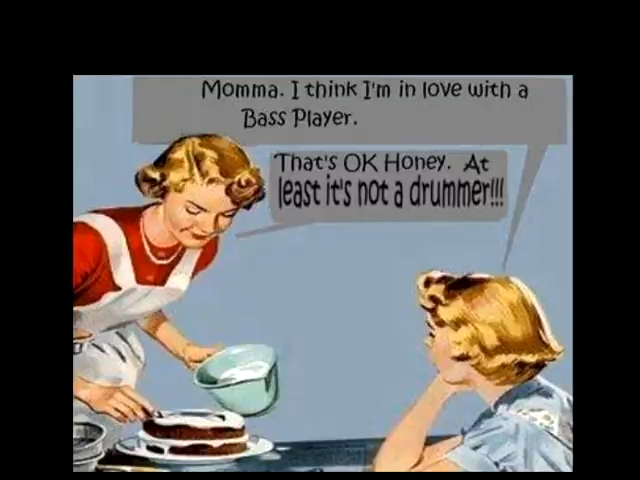 Momma. I think I'm in love with a
Bass Player.
That's OK Honey. At
least it's not a drummer!!!